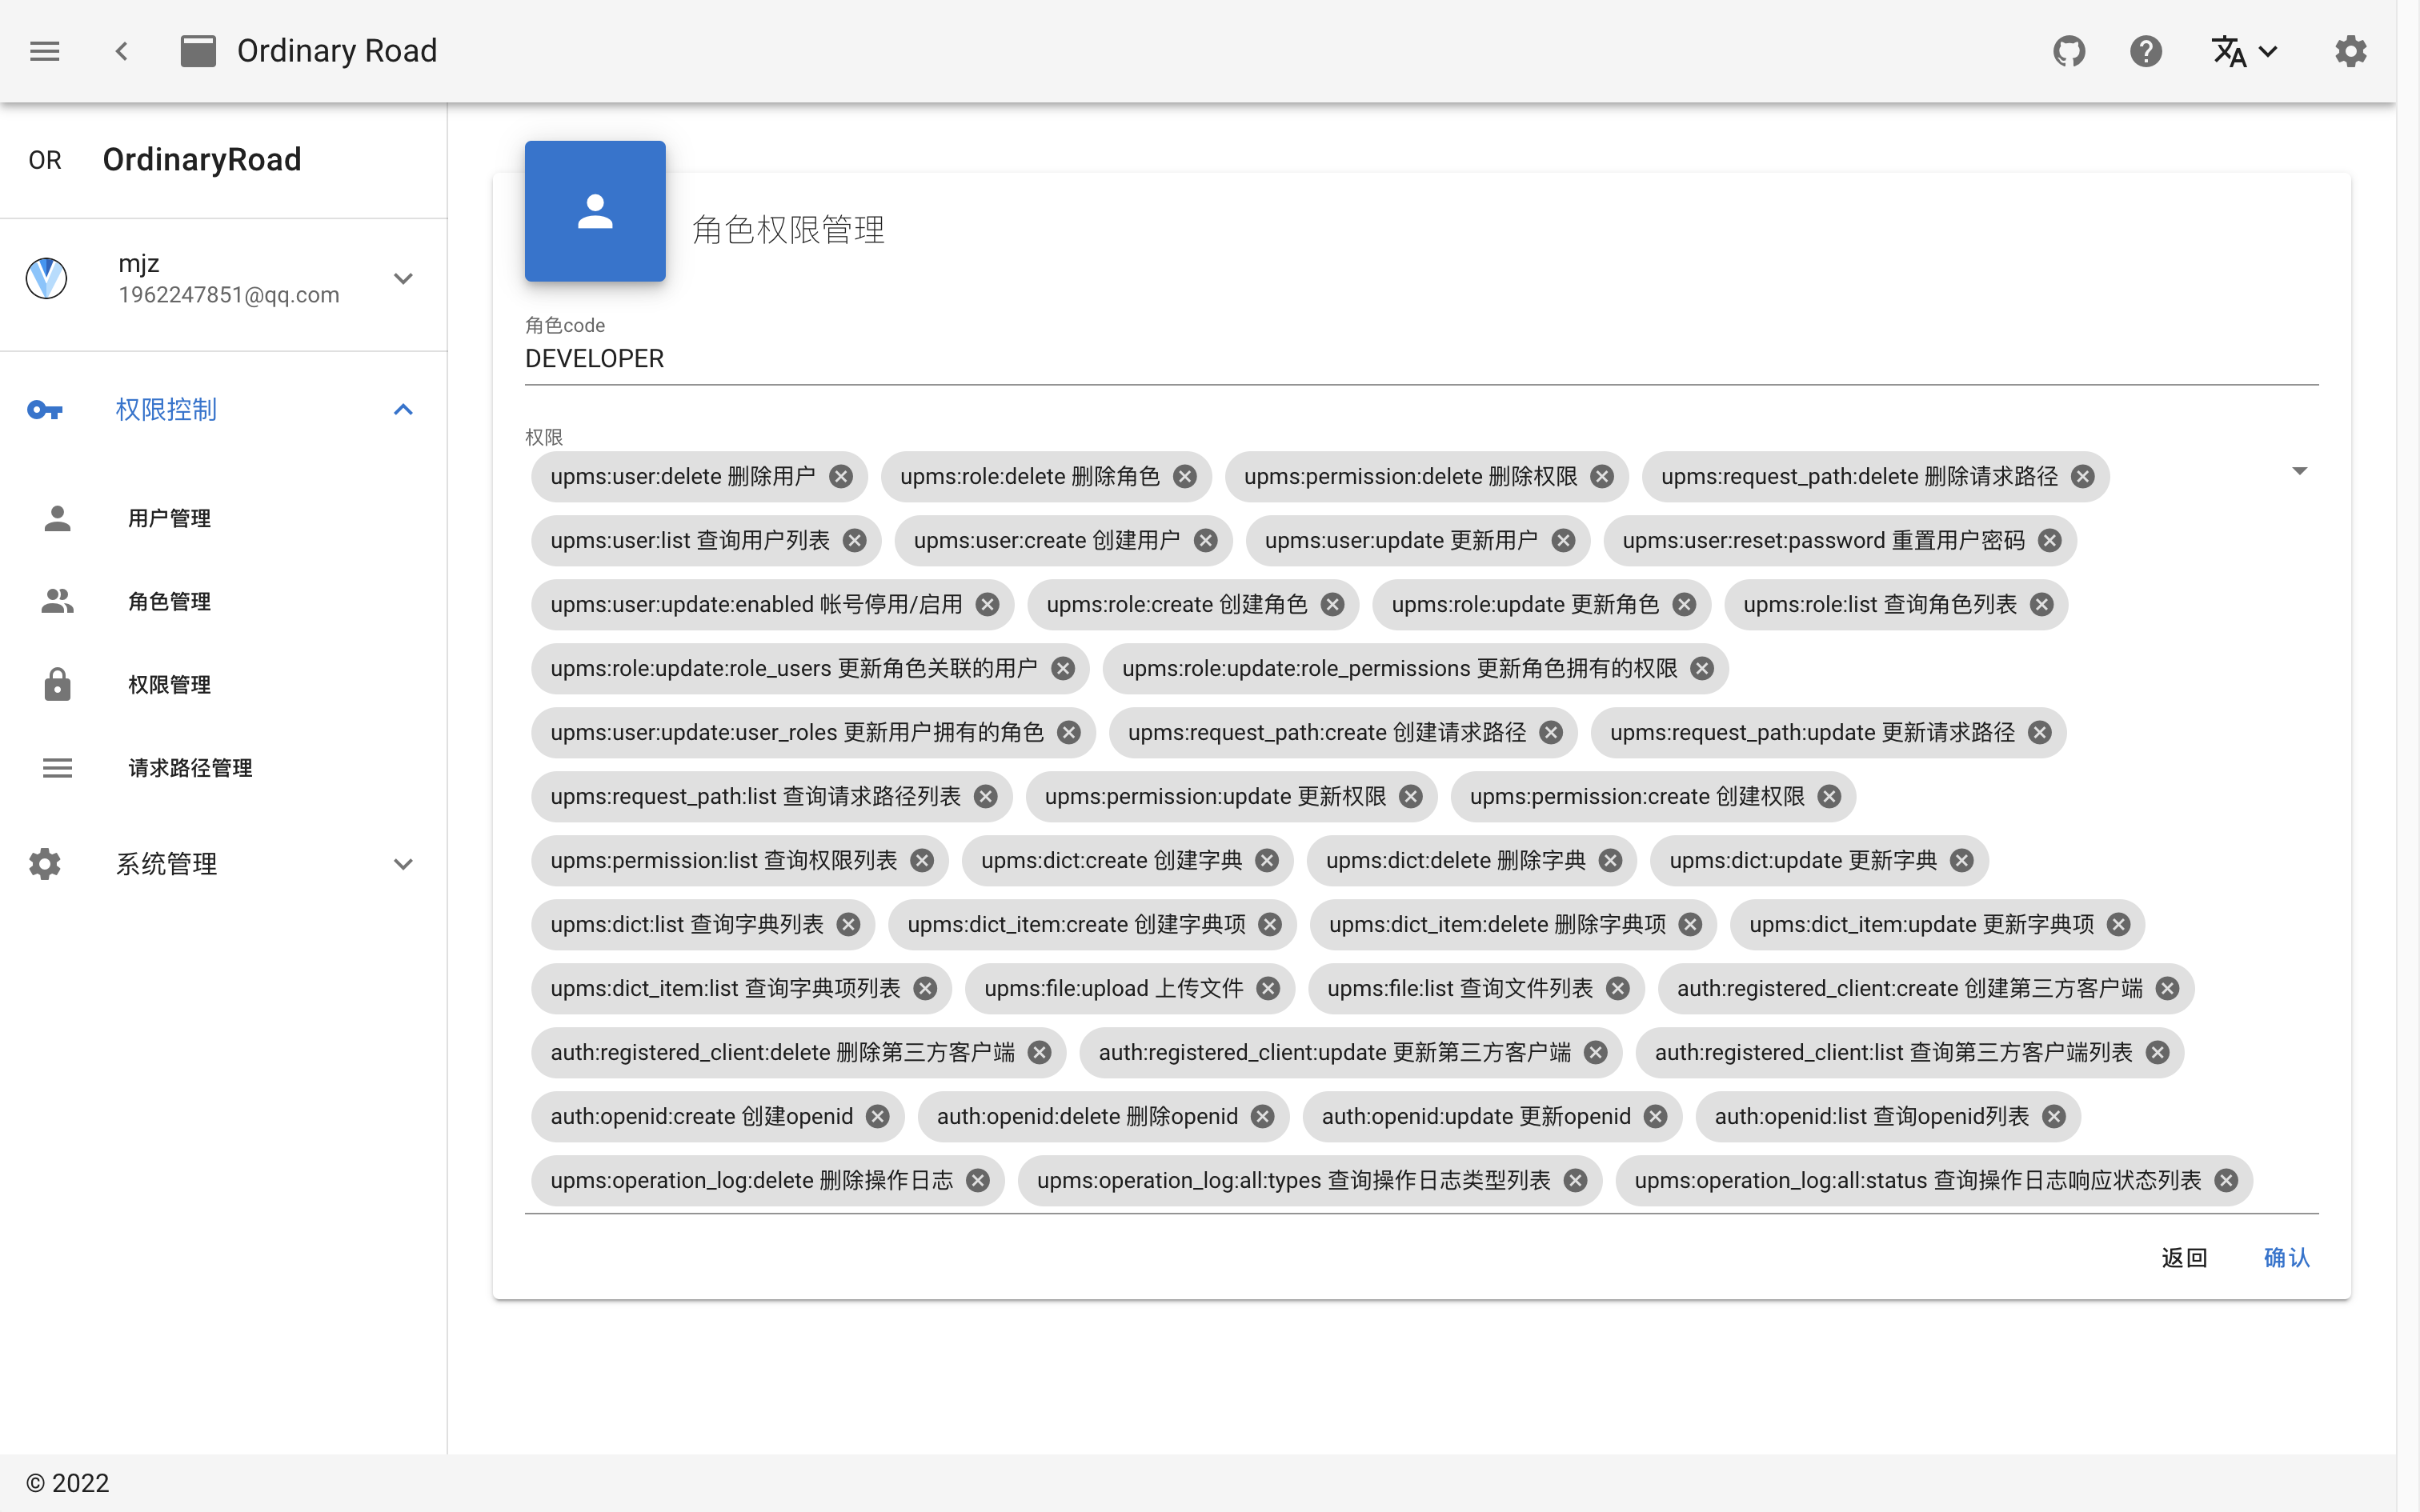 Ordinary Road
OR OrdinaryRoad
mjz
1962247851@qq.com
权限控制
用户管理
角色管理
权限管理
请求路径管理
系统管理
角色权限管理
角色code
DEVELOPER
权限
upms:user:delete 删除用户 upms:role:delete 删除角色 upms:permission:delete 删除权限 upms:request_path:delete 删除请求路径
upms:user:list 查询用户列表 upms:user:create 创建用户 upms:user:update 更新用户 upms:user:reset:password 重置用户密码
upms:user:update:enabled 帐号停用/启用 upms:role:create 创建角色 upms:role:update 更新角色 upms:role:list 查询角色列表
upms:role:update:role_users 更新角色关联的用户 upms:role:update:role_permissions 更新角色拥有的权限
upms:user:update:user_roles 更新用户拥有的角色 upms:request_path:create 创建请求路径 upms:request_path:update 更新请求路径
upms:request_path:list 查询请求路径列表 upms:permission:update 更新权限 upms:permission:create 创建权限
upms:permission:list 查询权限列表 upms:dict:create 创建字典 upms:dict:delete 删除字典 upms:dict:update 更新字典
upms:dict:list 查询字典列表 upms:dict_item:create 创建字典项 upms:dict_item:delete 删除字典项 upms:dict_item:update 更新字典项
upms:dict_item:list 查询字典项列表 upms:file:upload 上传文件 upms:file:list 查询文件列表 auth:registered_client:create 创建第三方客户端
auth:registered_client:delete 删除第三方客户端 auth:registered_client:update 更新第三方客户端 auth:registered_client:list 查询第三方客户端列表
auth:openid:create 创建openid auth:openid:delete 删除openid auth:openid:update 更新openid auth:openid:list 查询openid列表
upms:operation_log:delete 删除操作日志 upms:operation_log:all:types 查询操作日志类型列表 upms:operation_log:all:status 查询操作日志响应状态列表
返回 确认
© 2022